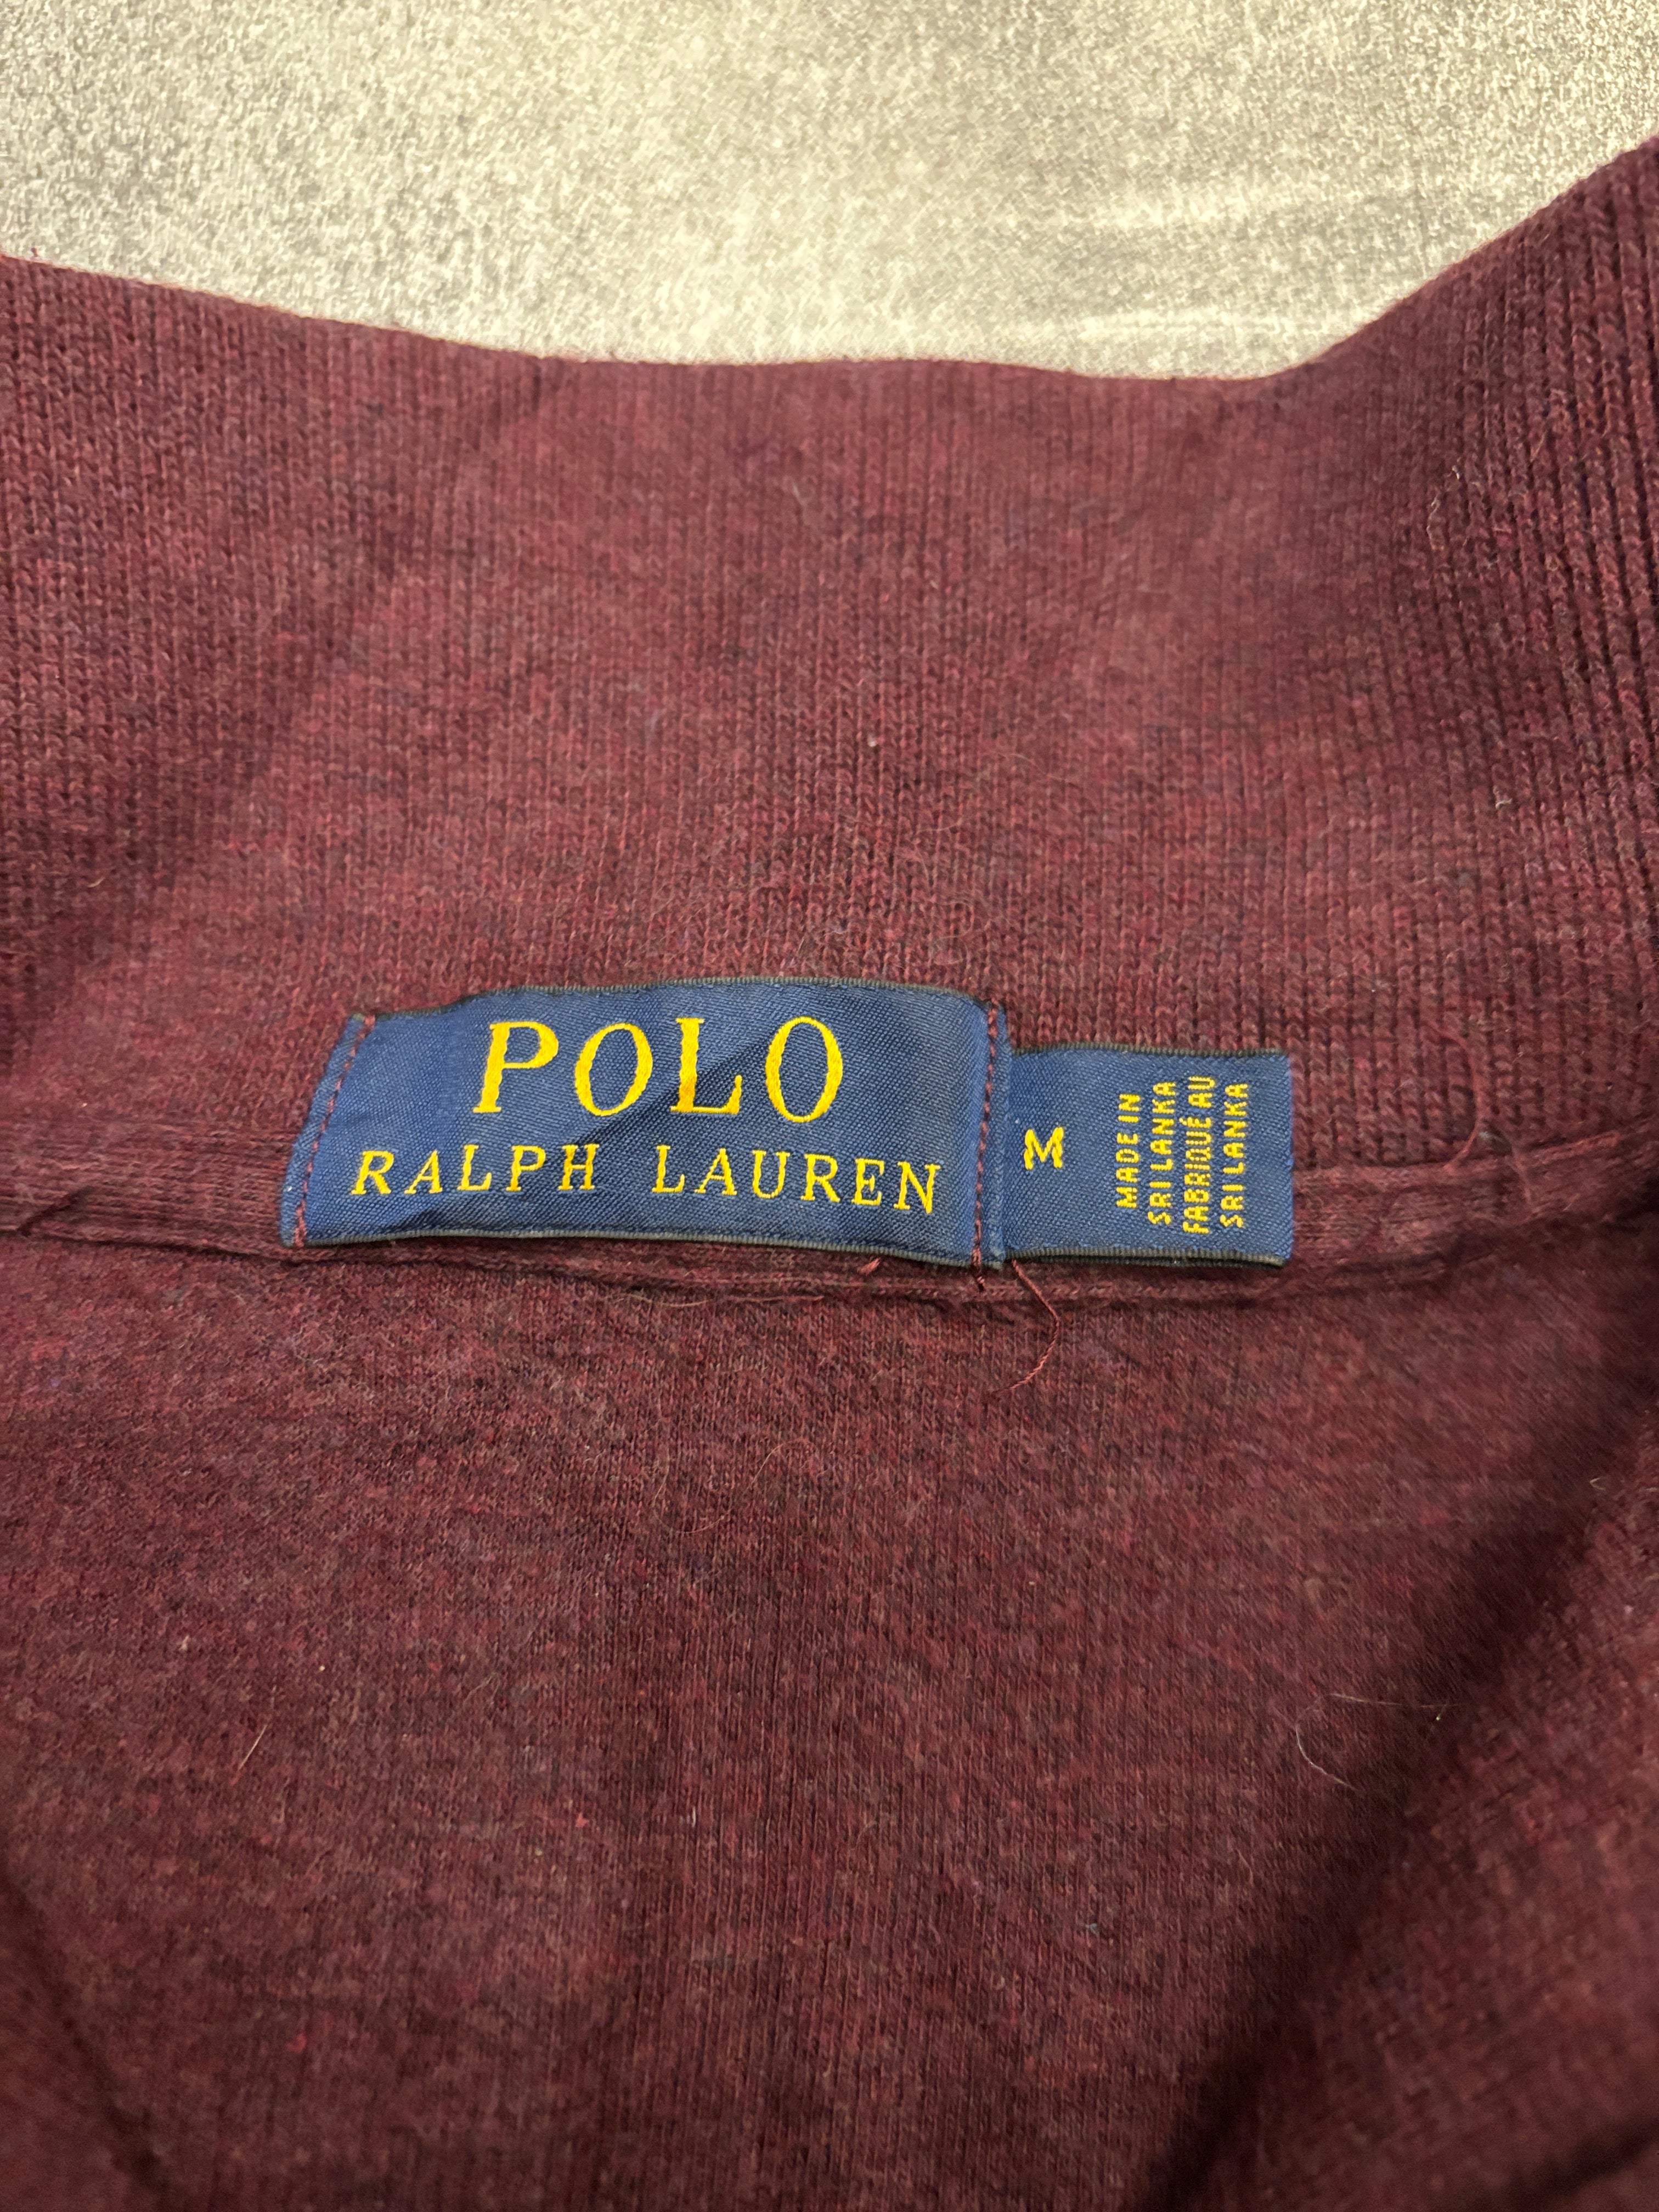 POLO
RALPH LAUREN
M
MADE IN
SRI LANKA
FABRIQUÉ AU
SRI LANKA